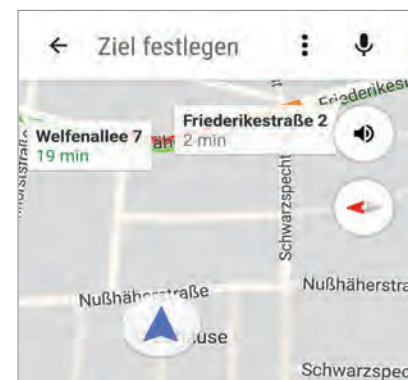 Ziel festlegen
Friederikes
Welfenallee 7
19 min
Friederikestraße 2
2 min
Schwarzspecht
Nußhäherstraße
Nußhäherstra
Schwarzspec